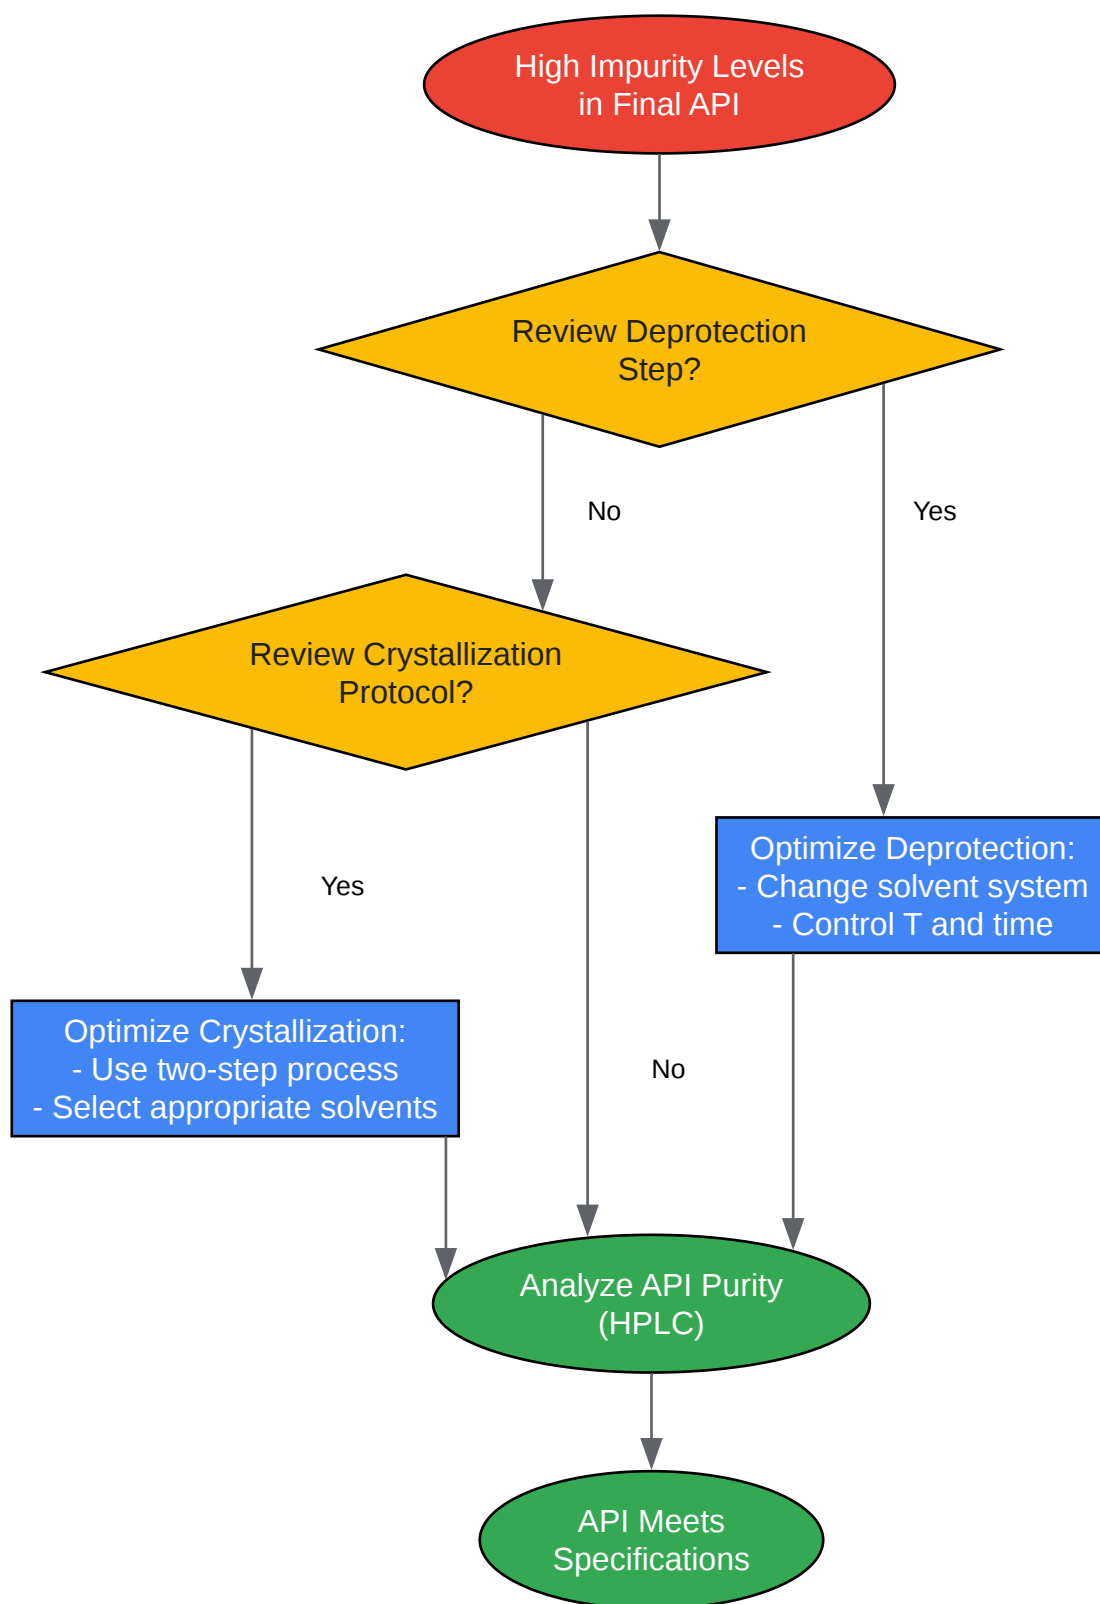 High Impurity Levels
in Final API
Review Deprotection
Step?
No
Yes
Review Crystallization
Protocol?
Optimize Deprotection:
- Change solvent system
- Control T and time
Yes
Optimize Crystallization:
- Use two-step process
- Select appropriate solvents
No
Analyze API Purity
(HPLC)
API Meets
Specifications